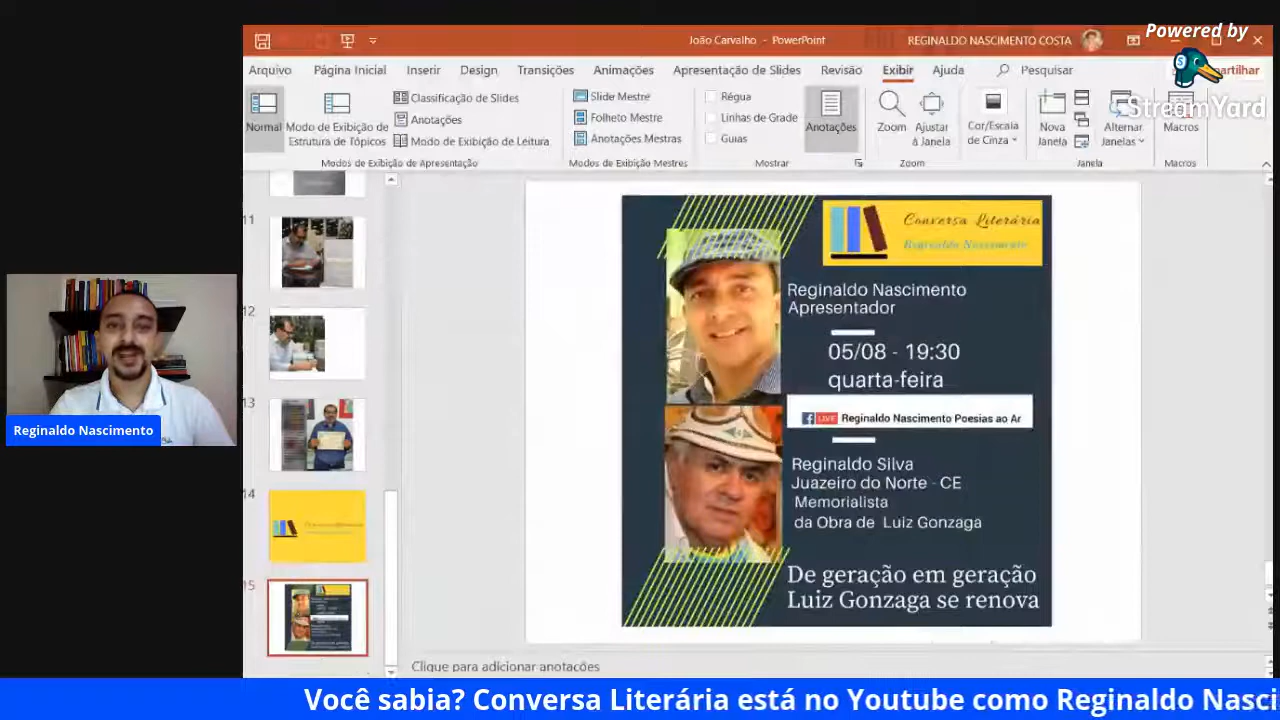 Powered by
StreamYard
João Carvalho - PowerPoint
REGINALDO NASCIMENTO COSTA
Arquivo
Página Inicial
Inserir
Design
Transições
Animações
Apresentação de Slides
Revisão
Exibir
Ajuda
Pesquisar
Normal
Modo de Exibição de
Estrutura de Tópicos
Classificação de Slides
Anotações
Modo de Exibição de Leitura
Modos de Exibição de Apresentação
Slide Mestre
Folheto Mestre
Anotações Mestras
Modos de Exibição Mestres
Régua
Linhas de Grade
Guias
Mostrar
Anotações
Zoom
Ajustar
à Janela
Zoom
Cor/Escala
de Cinza
Nova
Janela
Alternar
Janelas
Janela
Macros
Macros
11
12
13
14
15
Conversa Literária
Reginaldo Nascimento
Reginaldo Nascimento
Apresentador
05/08 - 19:30
quarta-feira
LIVE Reginaldo Nascimento Poesias ao Ar
Reginaldo Silva
Juazeiro do Norte - CE
Memorialista
da Obra de Luiz Gonzaga
De geração em geração
Luiz Gonzaga se renova
Reginaldo Nascimento
Clique para adicionar anotações
Você sabia? Conversa Literária está no Youtube como Reginaldo Nasci